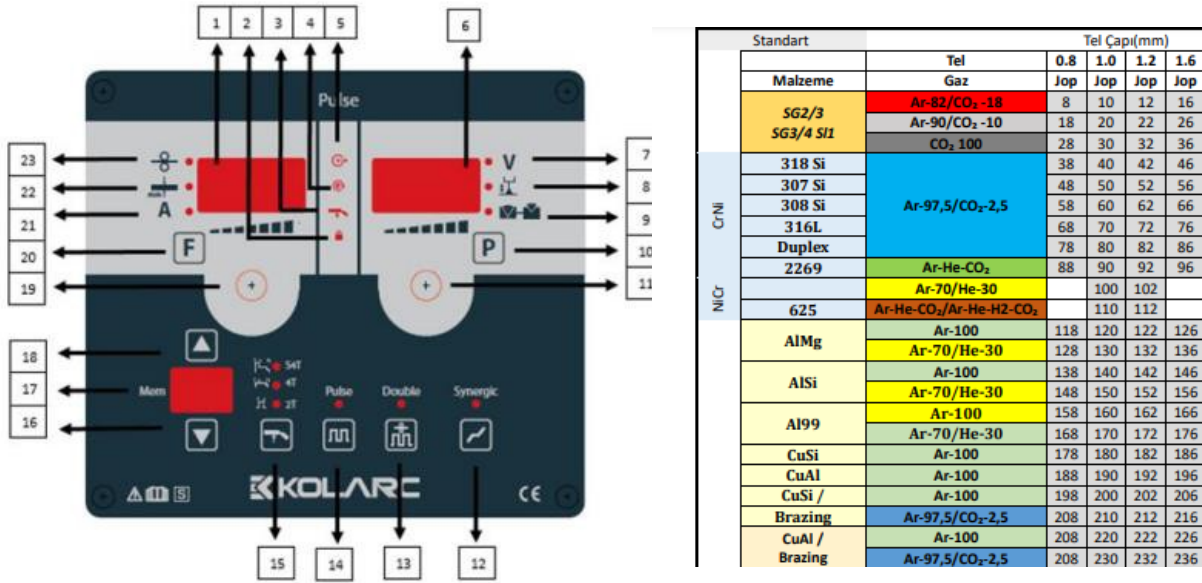 1 2 3 4 5 6
Pulse
23
22
21
20
19
18
17
16
V
A
F
P
7
8
9
10
11
Mem
S4T
4T
2T
Pulse Double Synergic
KOLARC
S
CE
15 14 13 12
Standart Tel Çapı(mm)
Tel 0.8 1.0 1.2 1.6
Malzeme Gaz Jop Jop Jop Jop
SG2/3
SG3/4 Sl1
Ar-82/CO₂ -18 8 10 12 16
Ar-90/CO₂ -10 18 20 22 26
CO₂ 100 28 30 32 36
CrNi
318 Si 38 40 42 46
307 Si 48 50 52 56
308 Si Ar-97,5/CO₂-2,5 58 60 62 66
316L 68 70 72 76
Duplex 78 80 82 86
2269 Ar-He-CO₂ 88 90 92 96
NiCr
Ar-70/He-30 100 102
625 Ar-He-CO₂/Ar-He-H2-CO₂ 110 112
AlMg
Ar-100 118 120 122 126
Ar-70/He-30 128 130 132 136
AlSi
Ar-100 138 140 142 146
Ar-70/He-30 148 150 152 156
Al99
Ar-100 158 160 162 166
Ar-70/He-30 168 170 172 176
CuSi Ar-100 178 180 182 186
CuAl Ar-100 188 190 192 196
CuSi / Ar-100 198 200 202 206
Brazing Ar-97,5/CO₂-2,5 208 210 212 216
CuAl / Ar-100 208 220 222 226
Brazing Ar-97,5/CO₂-2,5 208 230 232 236